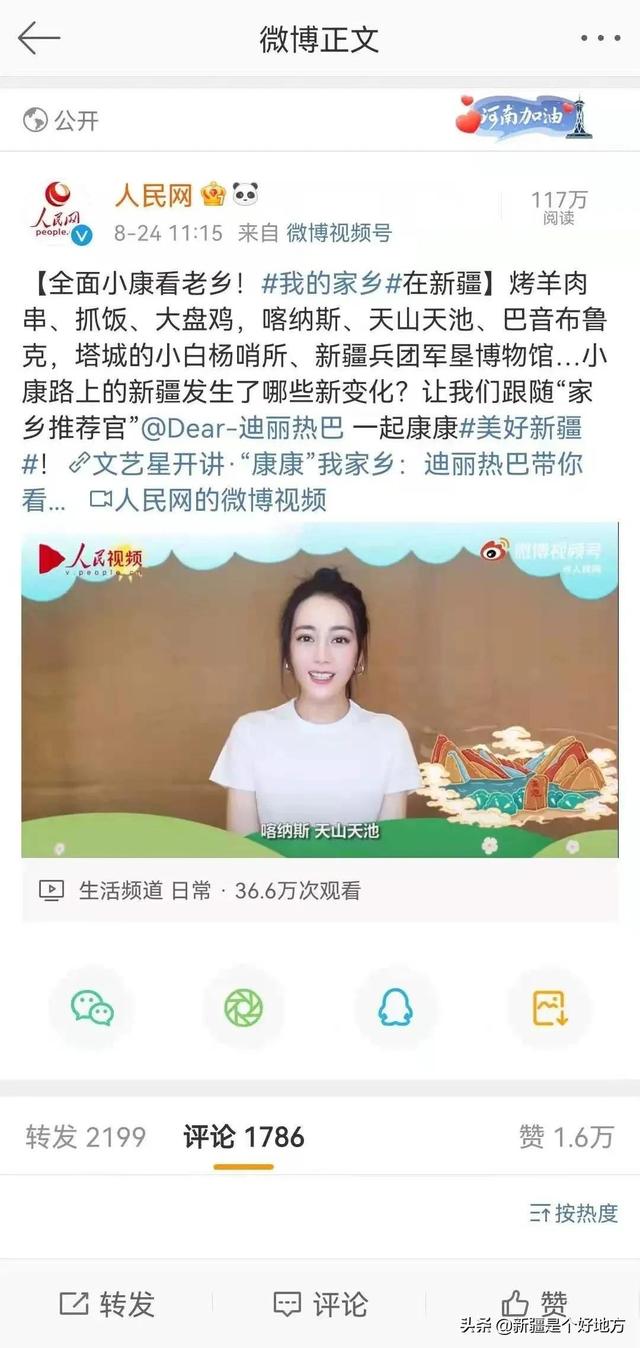 微博正文
公开
河南加油
人民网
人民网
people.
117万
阅读
8-24 11:15 来自 微博视频号
【全面小康看老乡！#我的家乡#在新疆】烤羊肉
串、抓饭、大盘鸡，喀纳斯、天山天池、巴音布鲁
克，塔城的小白杨哨所、新疆兵团军垦博物馆...小
康路上的新疆发生了哪些新变化？让我们跟随“家
乡推荐官”@Dear-迪丽热巴 一起康康#美好新疆
#！文艺星开讲·“康康”我家乡：迪丽热巴带你
看... 人民网的微博视频
人民视频
v.people.cn
微博视频号
@人民网
喀纳斯 天山天池
生活频道 日常 · 36.6万次观看
转发 2199 评论 1786 赞 1.6万
按热度
转发 评论 赞
头条 @新疆是个好地方